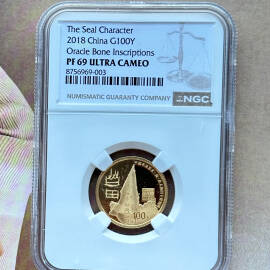 The Seal Character
2018 China G100Y
Oracle Bone Inscriptions
PF 69 ULTRA CAMEO
8756969-003
NUMISMATIC GUARANTY COMPANY
NGC
100